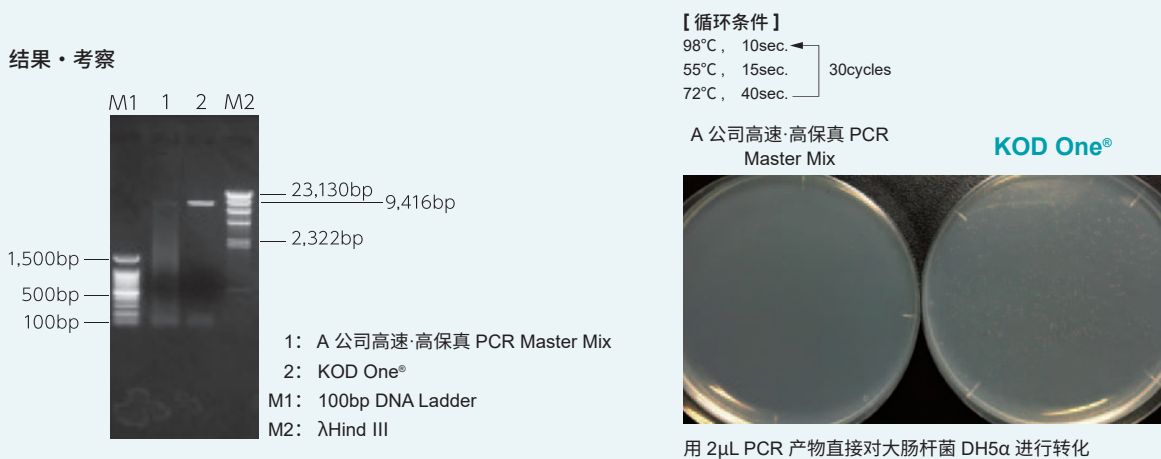 结果・考察
M1 1 2 M2
23,130bp
9,416bp
2,322bp
1,500bp
500bp
100bp
1： A 公司高速·高保真 PCR Master Mix
2： KOD One®
M1： 100bp DNA Ladder
M2： λHind III
[ 循环条件 ]
98℃ , 10sec.
55℃ , 15sec. 30cycles
72℃ , 40sec.
A 公司高速·高保真 PCR
Master Mix
KOD One®
用 2μL PCR 产物直接对大肠杆菌 DH5α 进行转化